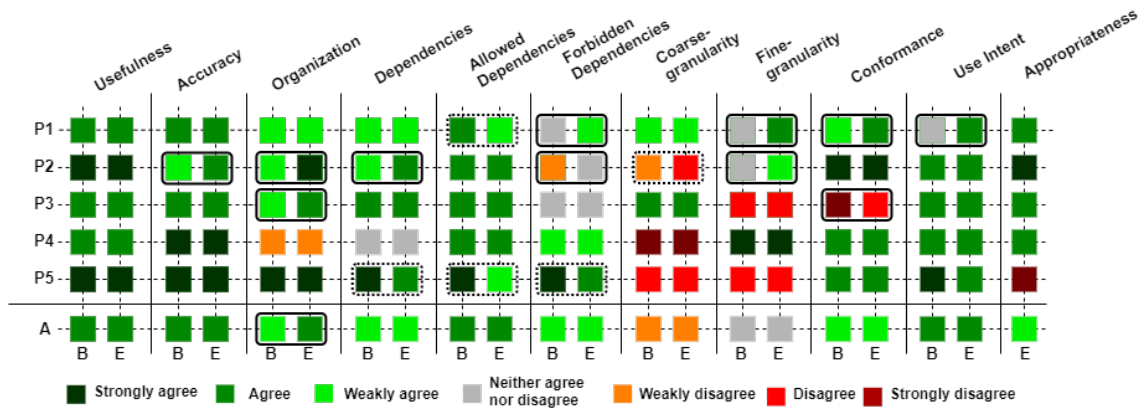 Usefulness
Accuracy
Organization
Dependencies
Allowed
Dependencies
Forbidden
Dependencies
Coarse-
granularity
Fine-
granularity
Conformance
Use Intent
Appropriateness
P1
P2
P3
P4
P5
A
B E B E B E B E B E B E B E B E B E B E E
Strongly agree Agree Weakly agree Neither agree
nor disagree Weakly disagree Disagree Strongly disagree